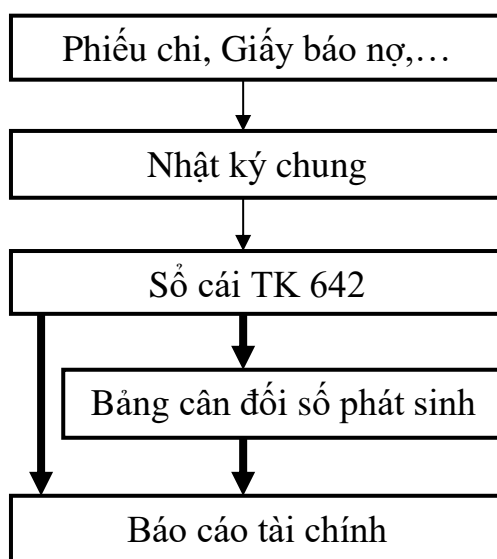 Phiếu chi, Giấy báo nợ,…
Nhật ký chung
Sổ cái TK 642
Bảng cân đối số phát sinh
Báo cáo tài chính